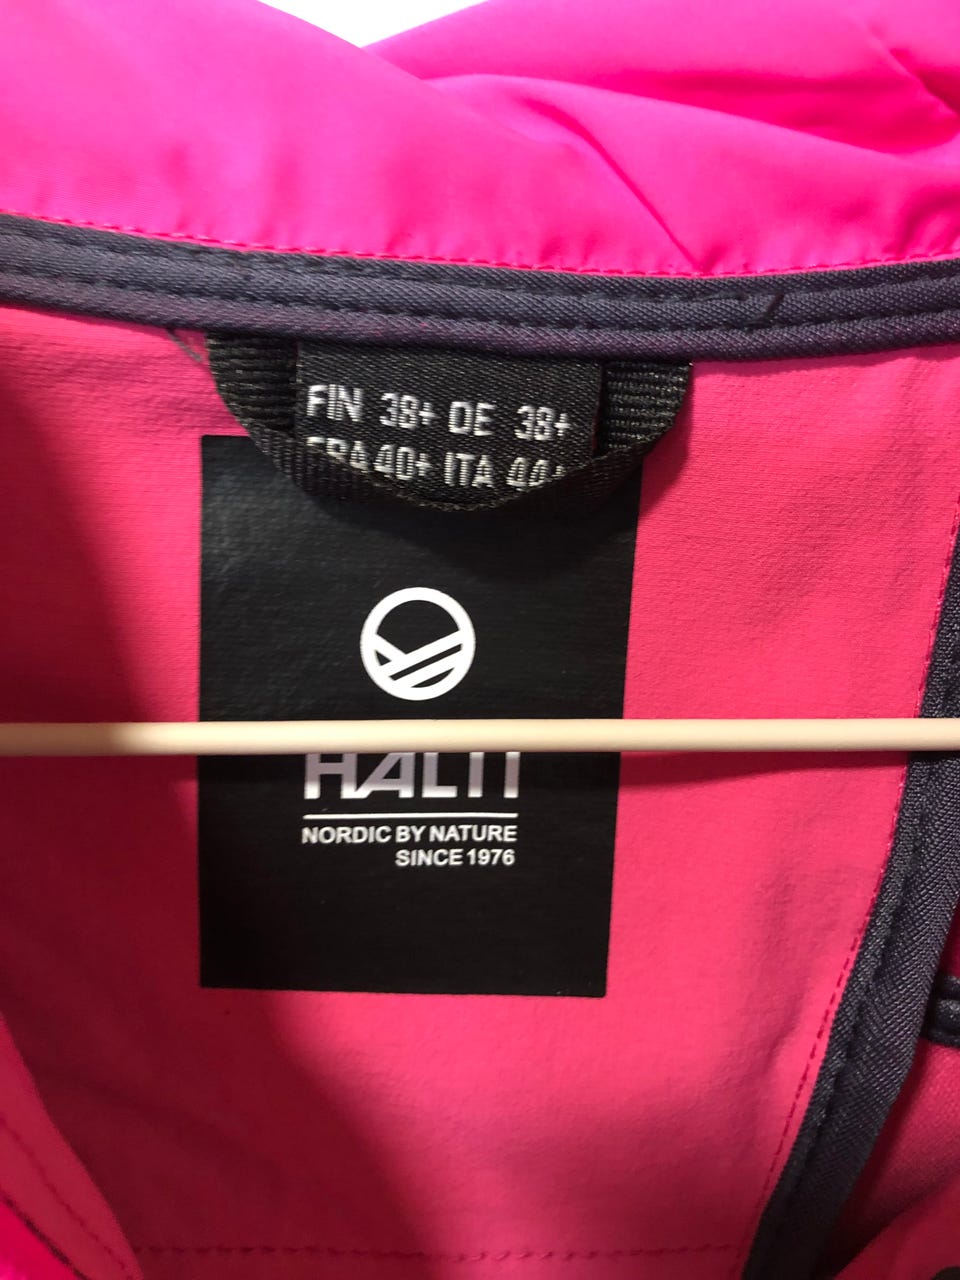 FIN 38+ DE 38+
FRA 40+ ITA 44+
HALTI
NORDIC BY NATURE
SINCE 1976